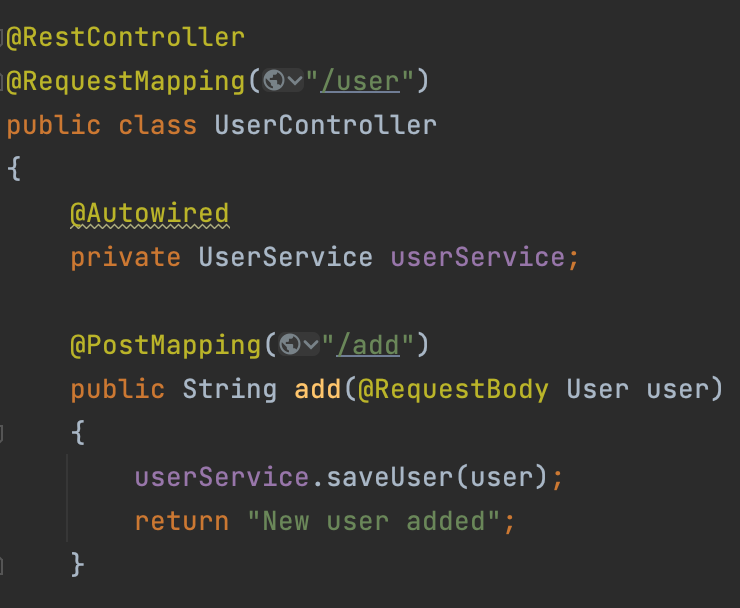 @RestController
@RequestMapping("/user")
public class UserController
{
@Autowired
private UserService userService;
@PostMapping("/add")
public String add(@RequestBody User user)
{
userService.saveUser(user);
return "New user added";
}